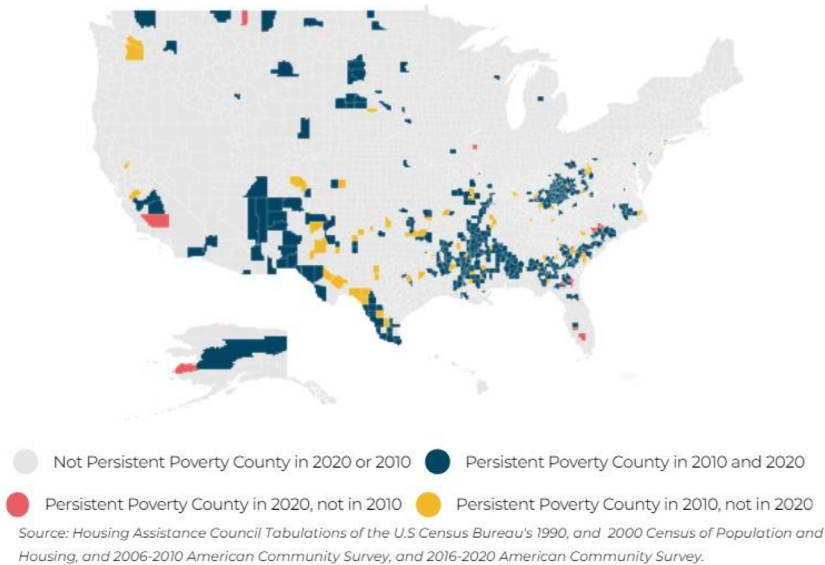 Not Persistent Poverty County in 2020 or 2010 Persistent Poverty County in 2010 and 2020
Persistent Poverty County in 2020, not in 2010 Persistent Poverty County in 2010, not in 2020
Source: Housing Assistance Council Tabulations of the U.S Census Bureau's 1990, and 2000 Census of Population and
Housing, and 2006-2010 American Community Survey, and 2016-2020 American Community Survey.